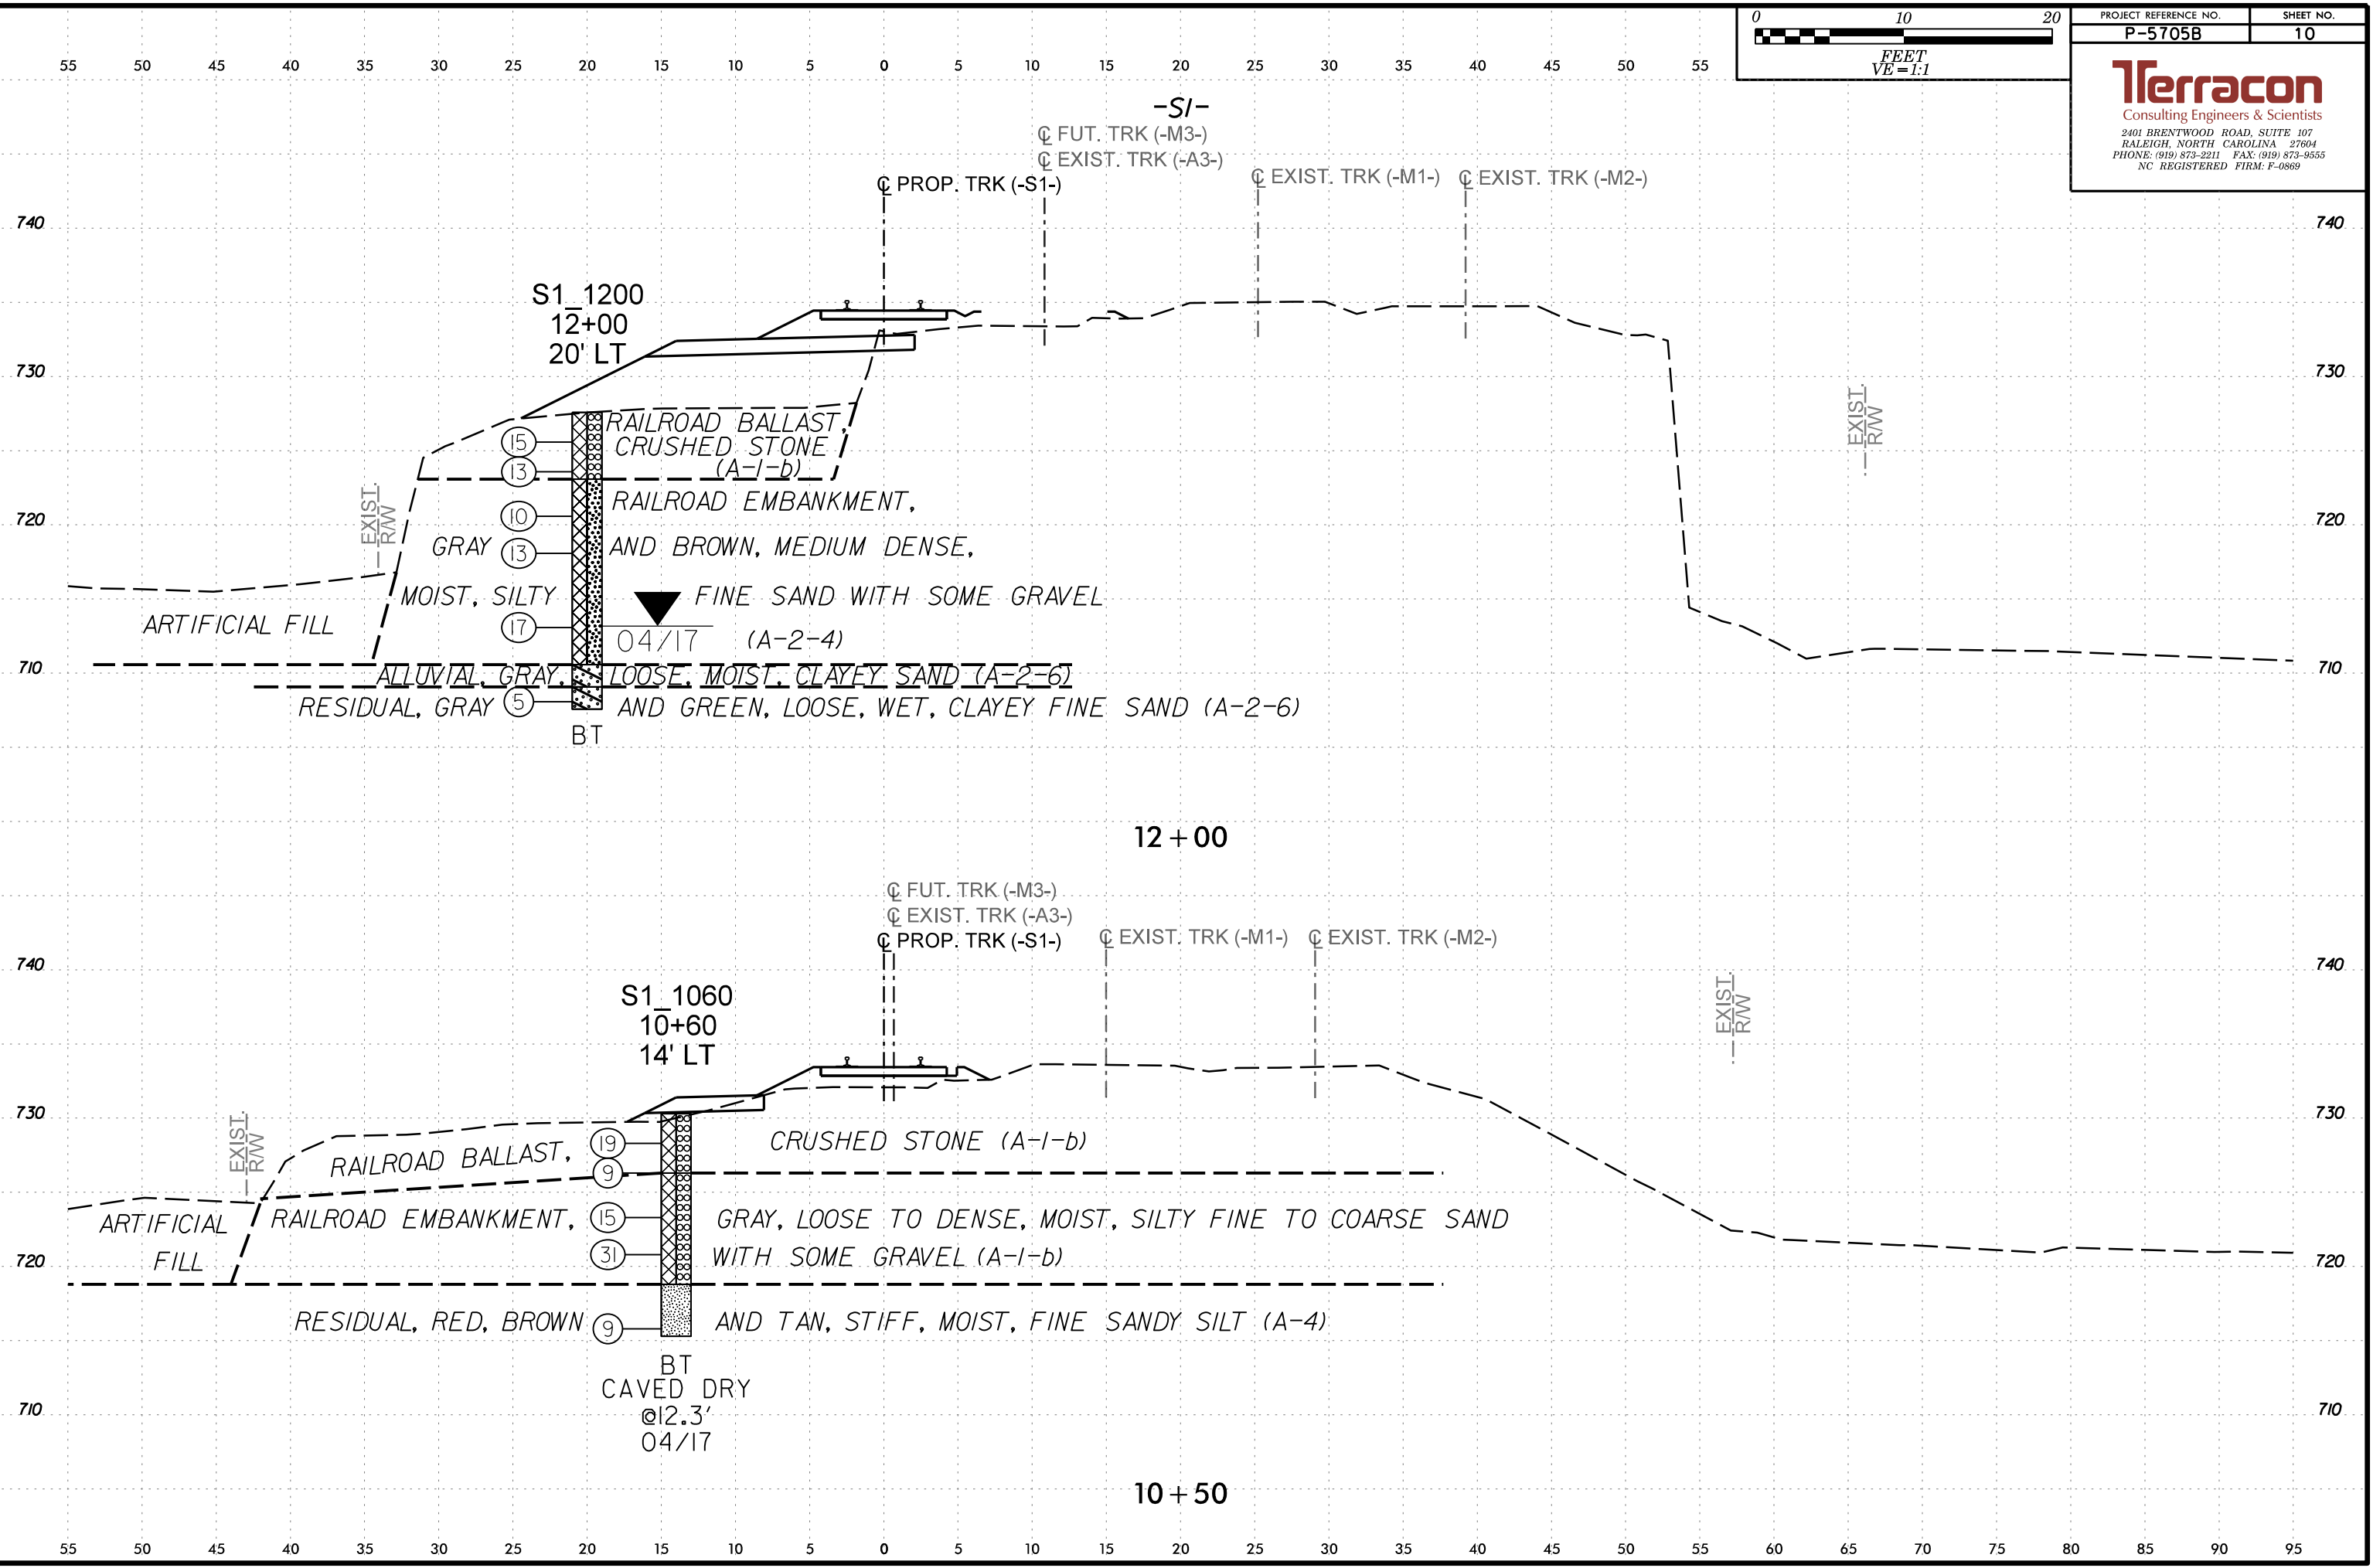 0 10 20
FEET
VE=1:1
PROJECT REFERENCE NO. SHEET NO.
P-5705B 10
Terracon
Consulting Engineers & Scientists
2401 BRENTWOOD ROAD, SUITE 107
RALEIGH, NORTH CAROLINA 27604
PHONE: (919) 873-2211 FAX: (919) 873-9555
NC REGISTERED FIRM: F-0869
55 50 45 40 35 30 25 20 15 10 5 0 5 10 15 20 25 30 35 40 45 50 55
-S1-
℄ FUT. TRK (-M3-)
℄ EXIST. TRK (-A3-)
℄ PROP. TRK (-S1-)
℄ EXIST. TRK (-M1-)
℄ EXIST. TRK (-M2-)
740 740
S1_1200
12+00
20' LT
730 730
EXIST.
R/W
RAILROAD BALLAST,
15 CRUSHED STONE
13 (A-1-b)
EXIST.
R/W
RAILROAD EMBANKMENT,
10
720 720
GRAY 13 AND BROWN, MEDIUM DENSE,
MOIST, SILTY FINE SAND WITH SOME GRAVEL
ARTIFICIAL FILL 17 04/17 (A-2-4)
710 710
ALLUVIAL, GRAY, LOOSE, MOIST, CLAYEY SAND (A-2-6)
RESIDUAL, GRAY 5 AND GREEN, LOOSE, WET, CLAYEY FINE SAND (A-2-6)
BT
12+00
℄ FUT. TRK (-M3-)
℄ EXIST. TRK (-A3-)
℄ PROP. TRK (-S1-)
℄ EXIST. TRK (-M1-)
℄ EXIST. TRK (-M2-)
740 740
S1_1060
10+60
14' LT
EXIST.
R/W
730 730
EXIST.
R/W
RAILROAD BALLAST, 19 CRUSHED STONE (A-1-b)
9
ARTIFICIAL
FILL
RAILROAD EMBANKMENT, 15 GRAY, LOOSE TO DENSE, MOIST, SILTY FINE TO COARSE SAND
31 WITH SOME GRAVEL (A-1-b)
720 720
RESIDUAL, RED, BROWN 9 AND TAN, STIFF, MOIST, FINE SANDY SILT (A-4)
BT
CAVED DRY
@12.3'
04/17
710 710
10+50
55 50 45 40 35 30 25 20 15 10 5 0 5 10 15 20 25 30 35 40 45 50 55 60 65 70 75 80 85 90 95